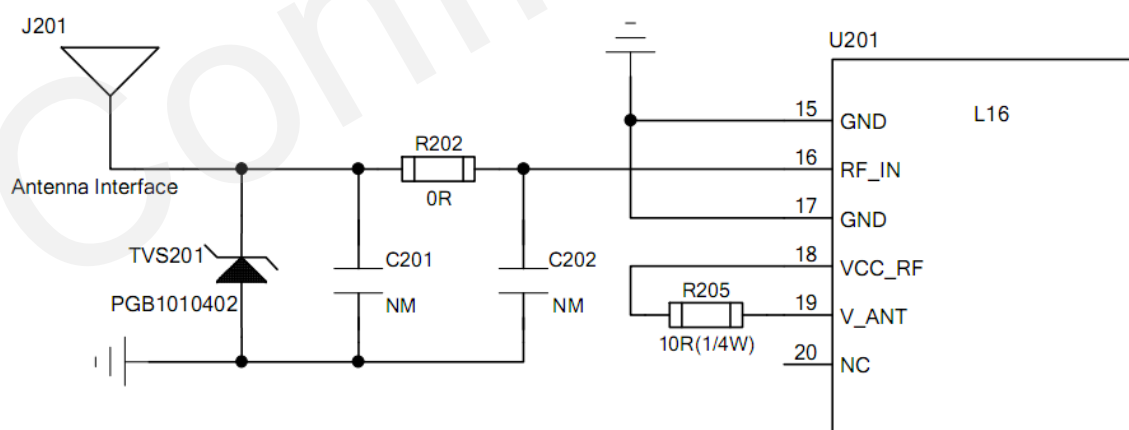 J201
U201
L16
15
GND
R202
16
RF_IN
0R
Antenna Interface
17
GND
TVS201
C201
C202
18
VCC_RF
PGB1010402
NM
NM
R205
19
V_ANT
10R(1/4W)
20
NC